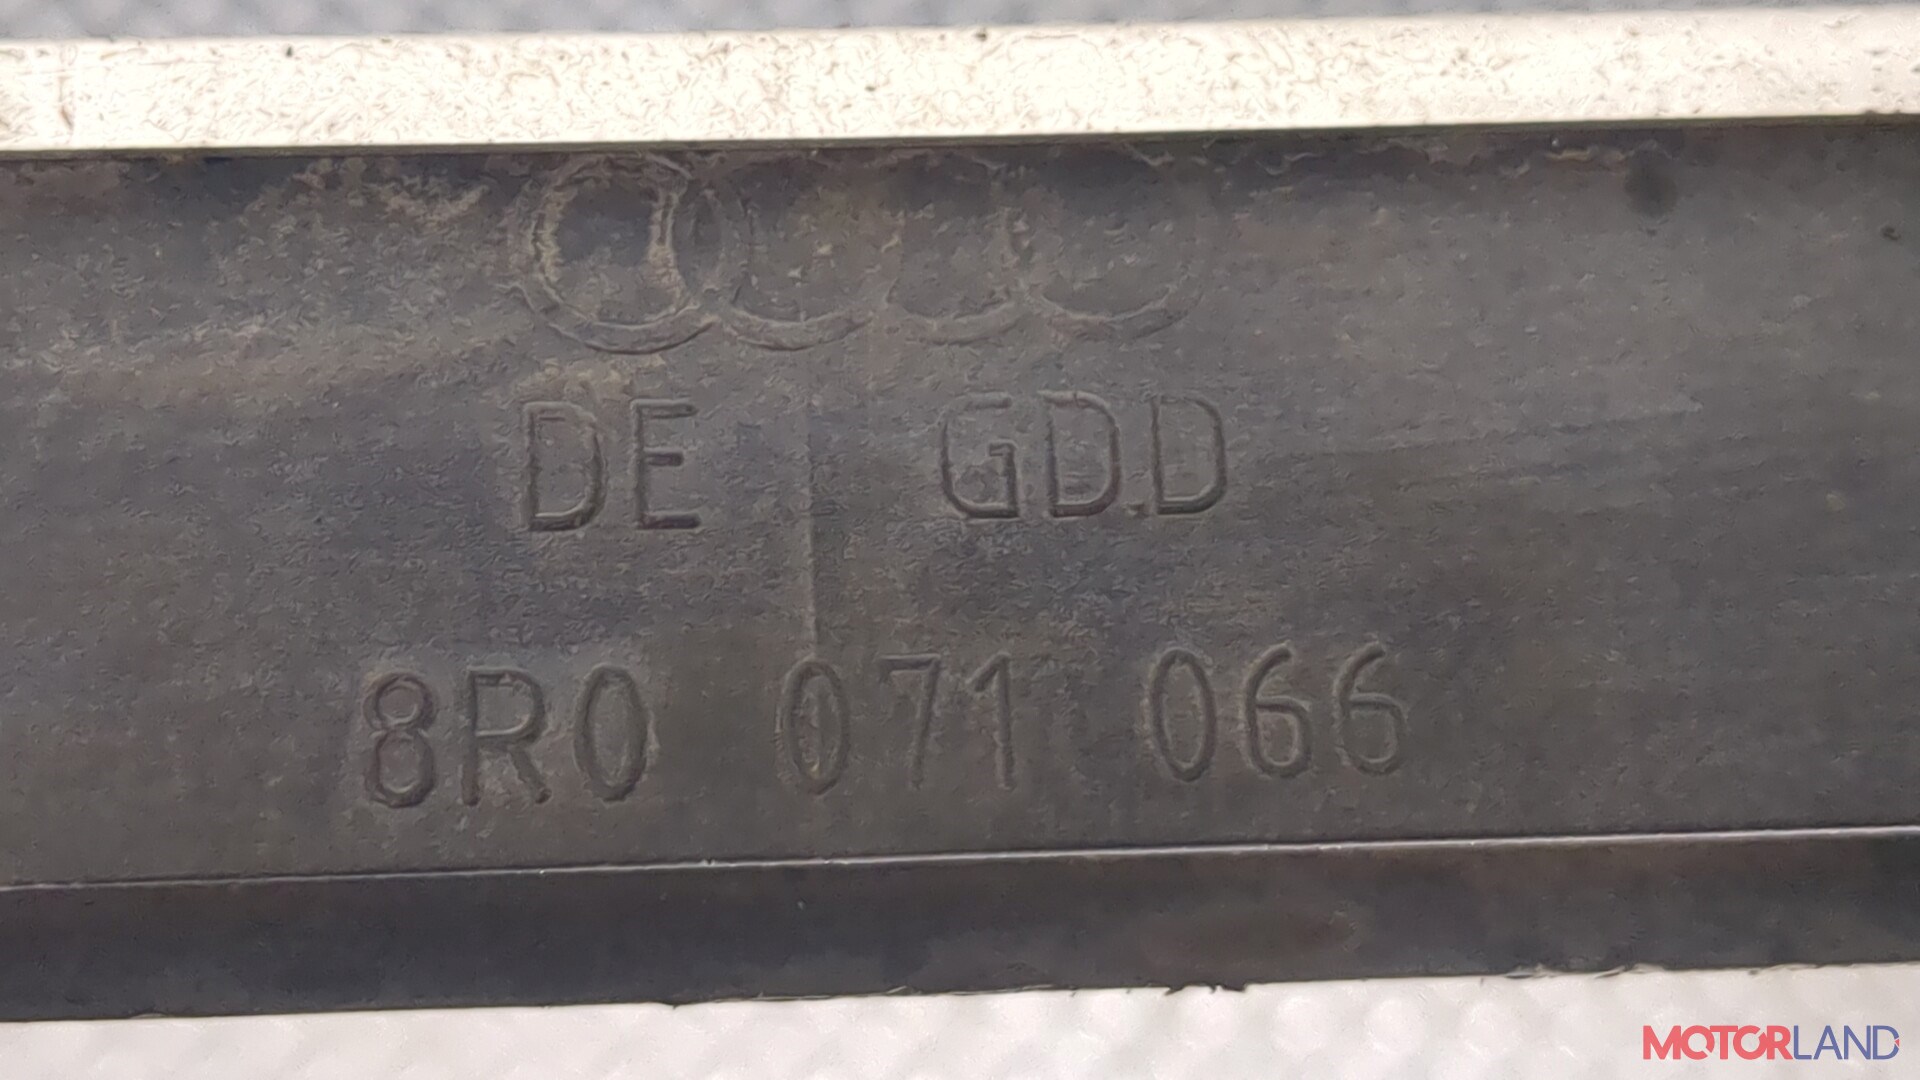 DE GD.D
8R0 071 066
MOTORLAND